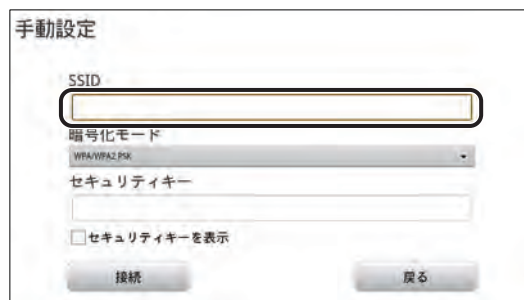 手動設定
SSID
暗号化モード
WPA/WPA2 PSK
セキュリティキー
セキュリティキーを表示
接続
戻る